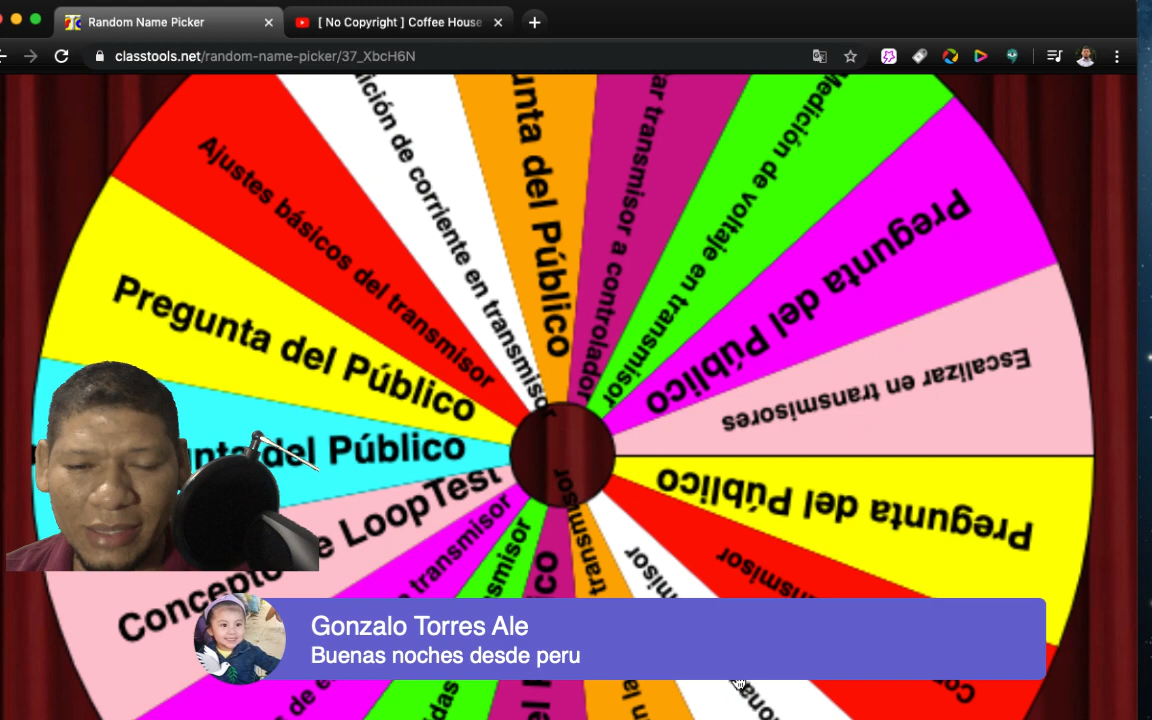 Random Name Picker
[ No Copyright ] Coffee House
classtools.net/random-name-picker/37_XbcH6N
Ajustes básicos del transmisor
ición de corriente en transmisor
unta del Público
ar transmisor a controlador
Medición de voltaje en transmisor
Pregunta del Público
Escalizar en transmisores
Pregunta del Público
Pregunta del Público
nta del Público
Concepto de LoopTest
transmisor
Gonzalo Torres Ale
Buenas noches desde peru